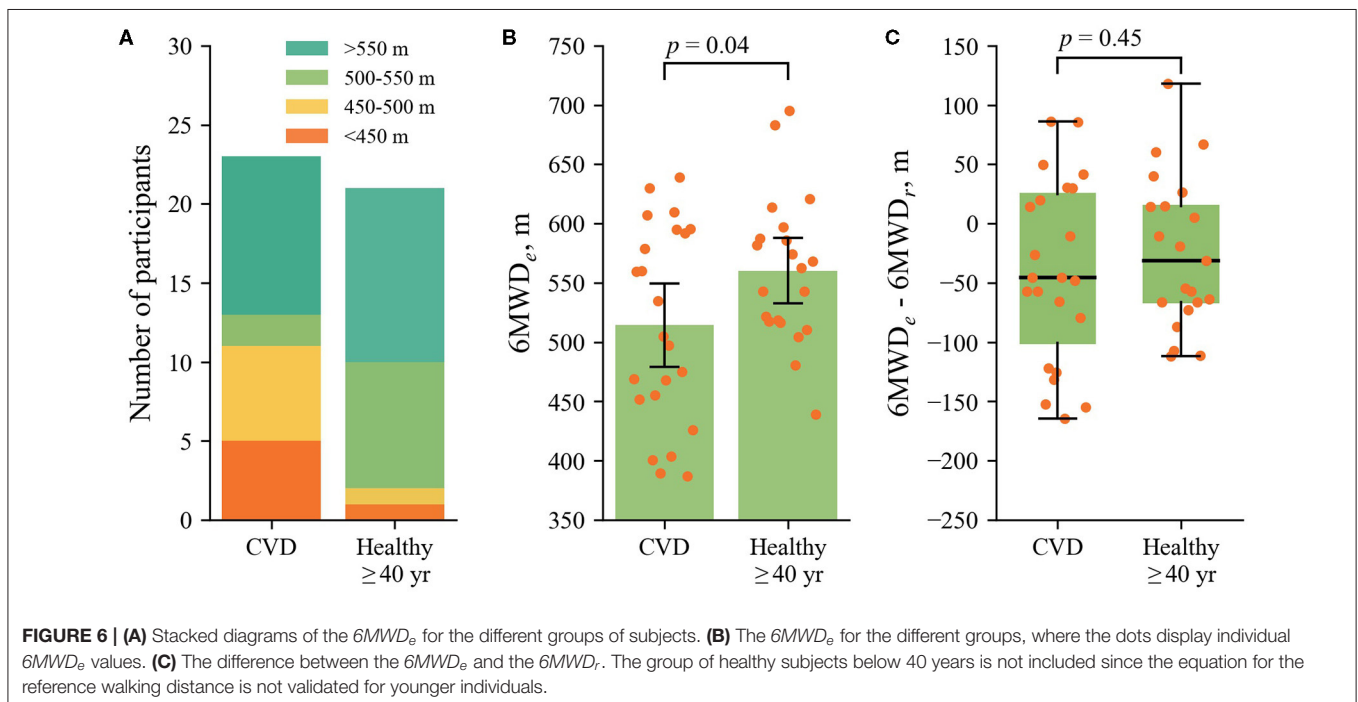 A
30
25
20
15
10
5
0
Number of participants
>550 m
500-550 m
450-500 m
<450 m
CVD
Healthy
≥ 40 yr
B
750
700
650
600
550
500
450
400
350
6MWDe, m
p = 0.04
CVD
Healthy
≥ 40 yr
C
150
100
50
0
−50
−100
−150
−200
−250
6MWDe - 6MWDr, m
p = 0.45
CVD
Healthy
≥ 40 yr
FIGURE 6 | (A) Stacked diagrams of the 6MWDe for the different groups of subjects. (B) The 6MWDe for the different groups, where the dots display individual
6MWDe values. (C) The difference between the 6MWDe and the 6MWDr. The group of healthy subjects below 40 years is not included since the equation for the
reference walking distance is not validated for younger individuals.